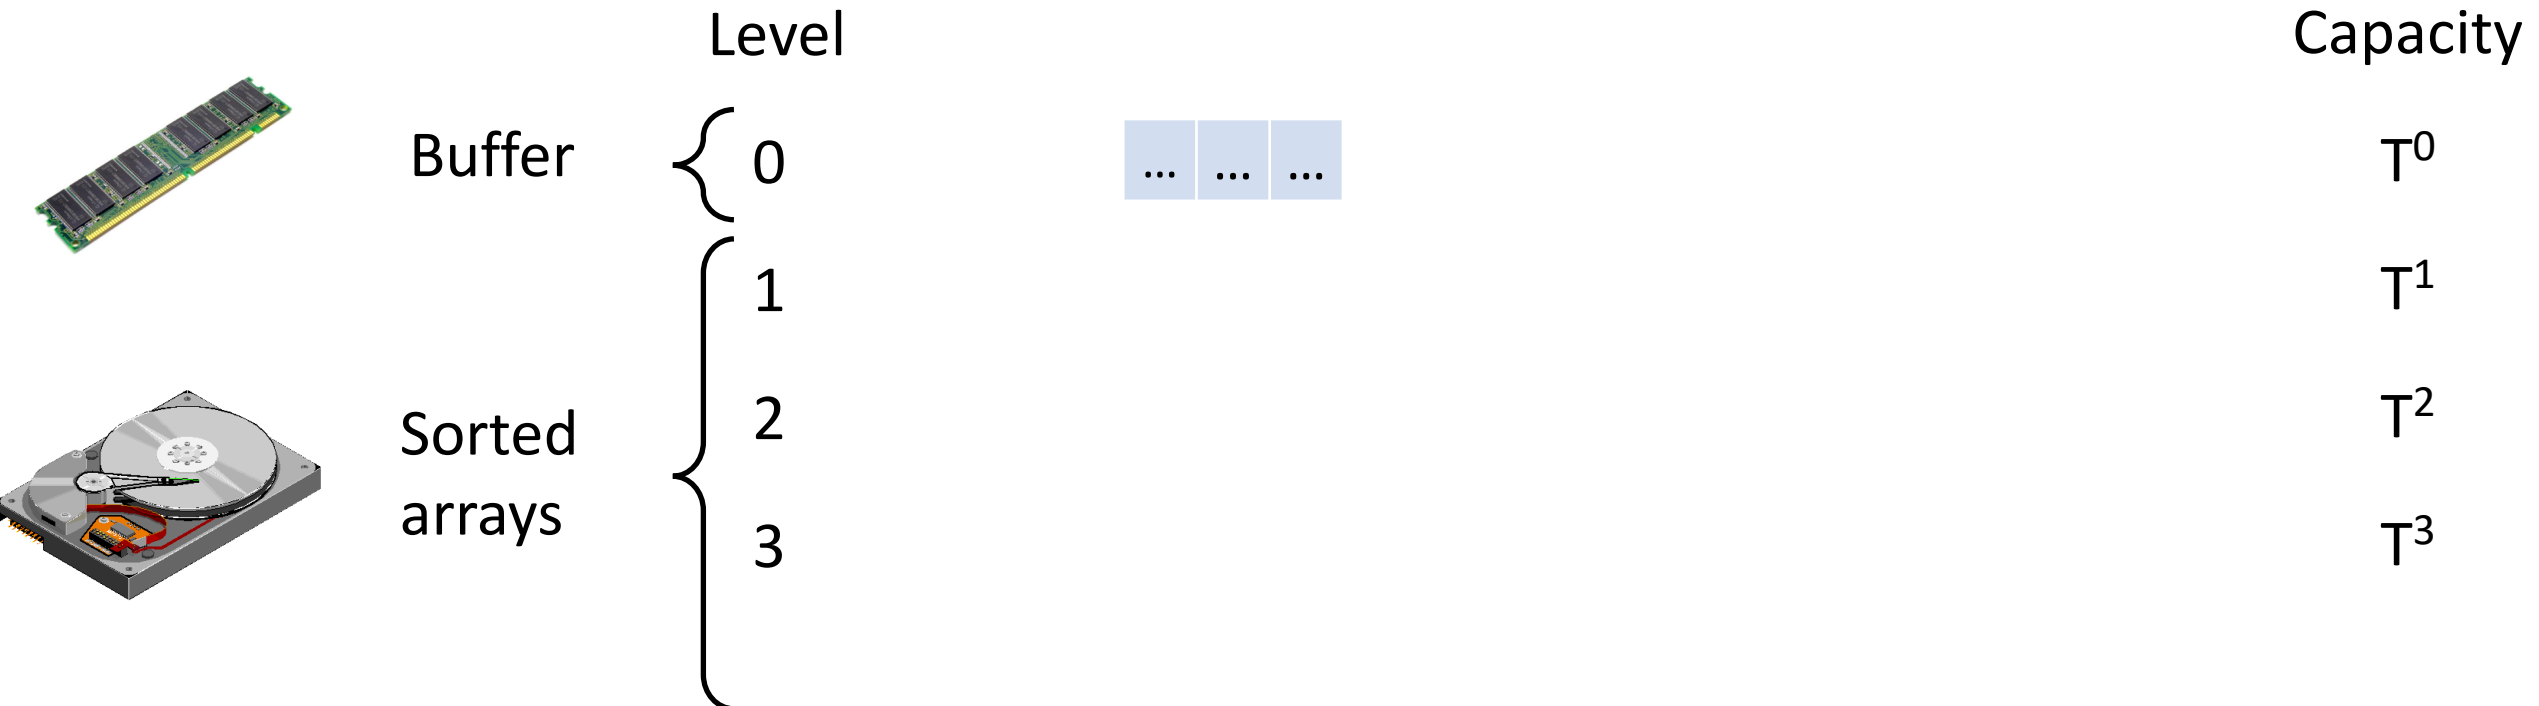 Level Capacity
Buffer 0 ... ... ... T⁰
1 T¹
2 T²
Sorted
arrays
3 T³